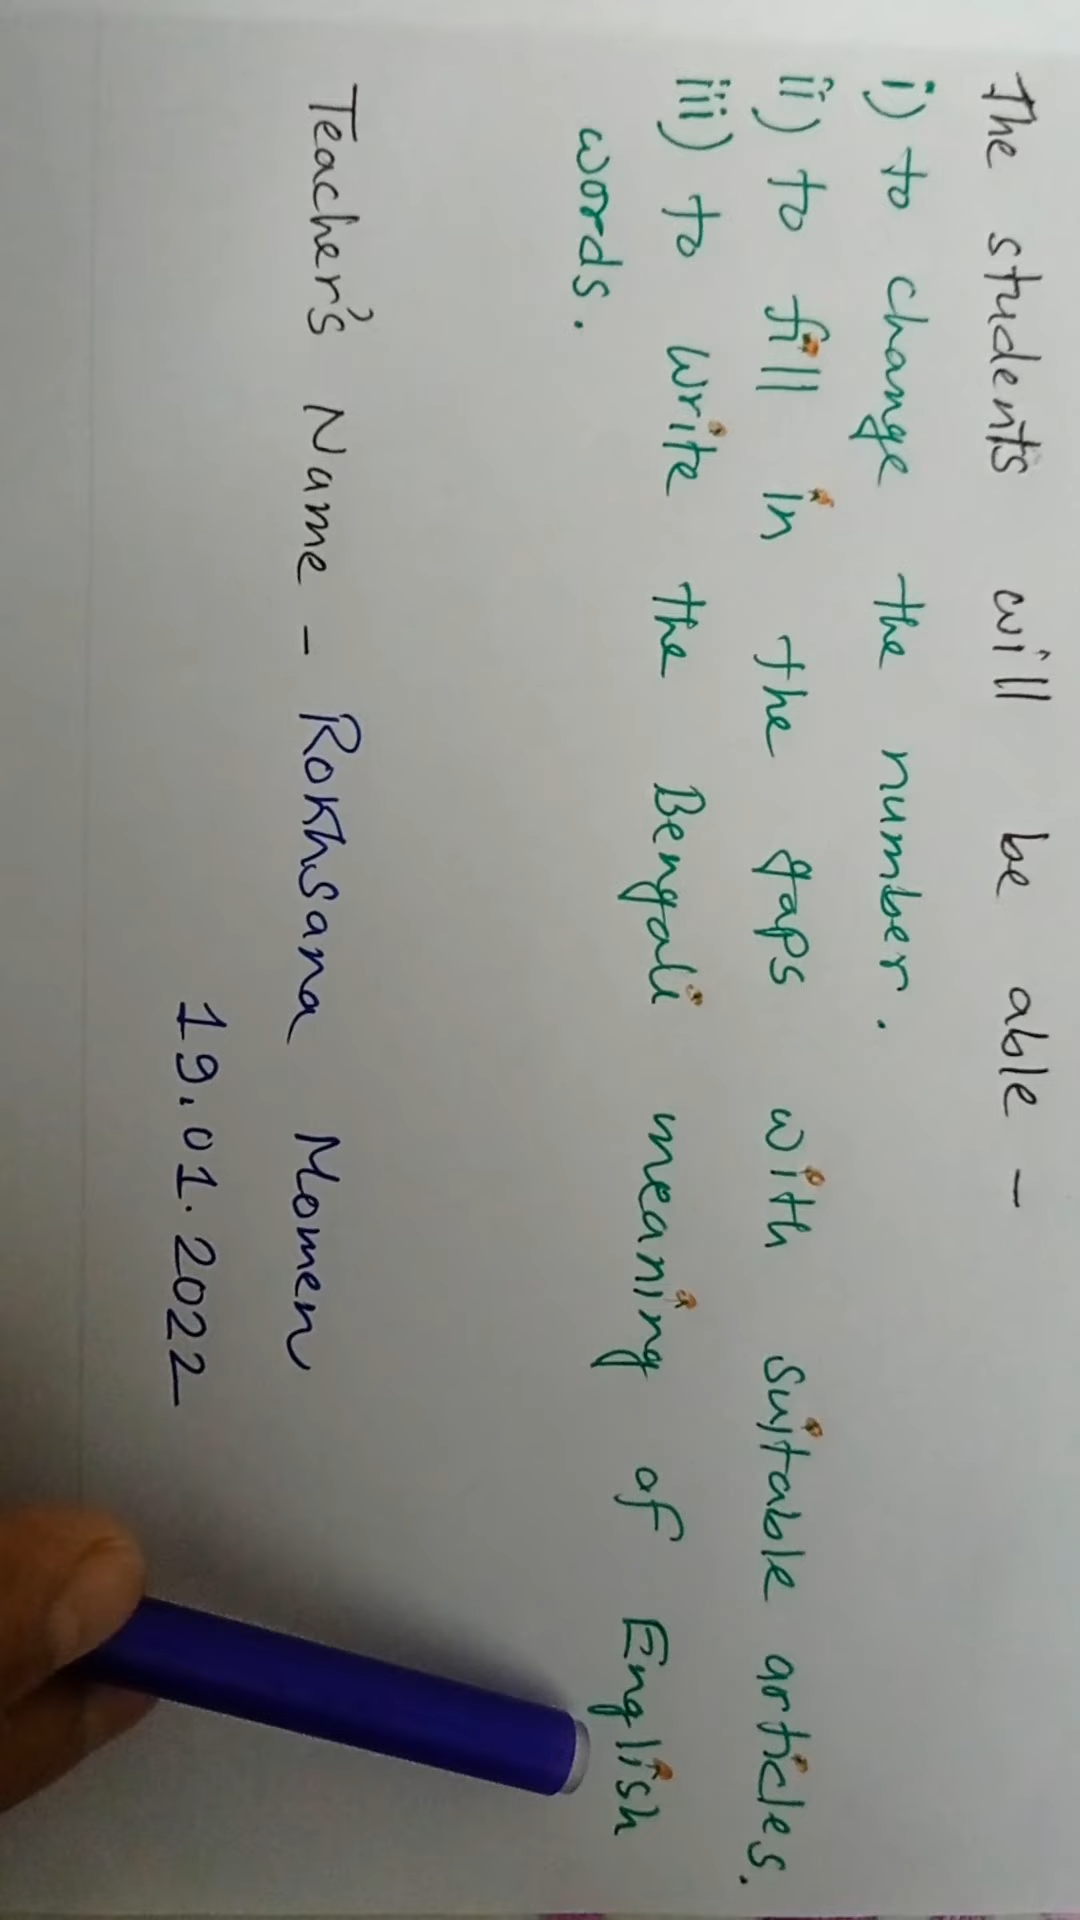 The students will be able -
i) to change the number.
ii) to fill in the gaps with suitable articles.
iii) to write the Bengali meaning of English
words.
Teacher's Name - Rokhsana Momen
19.01.2022